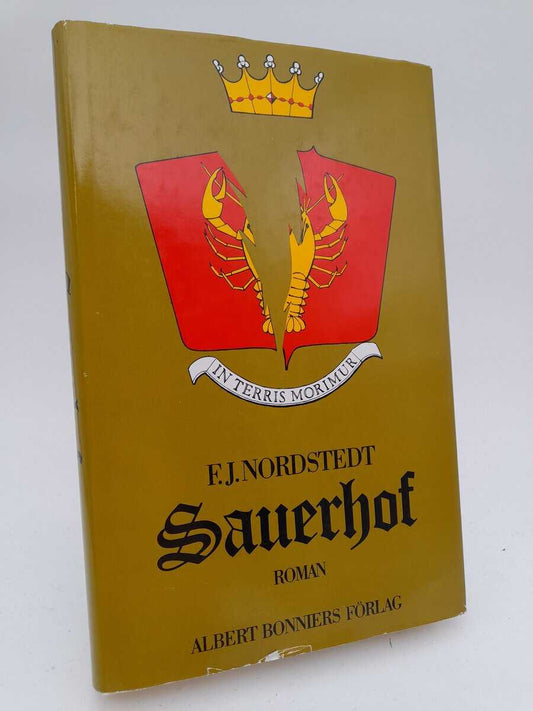 IN TERRIS MORIMUR
F.J. NORDSTEDT
Sauerhof
ROMAN
ALBERT BONNIERS FÖRLAG